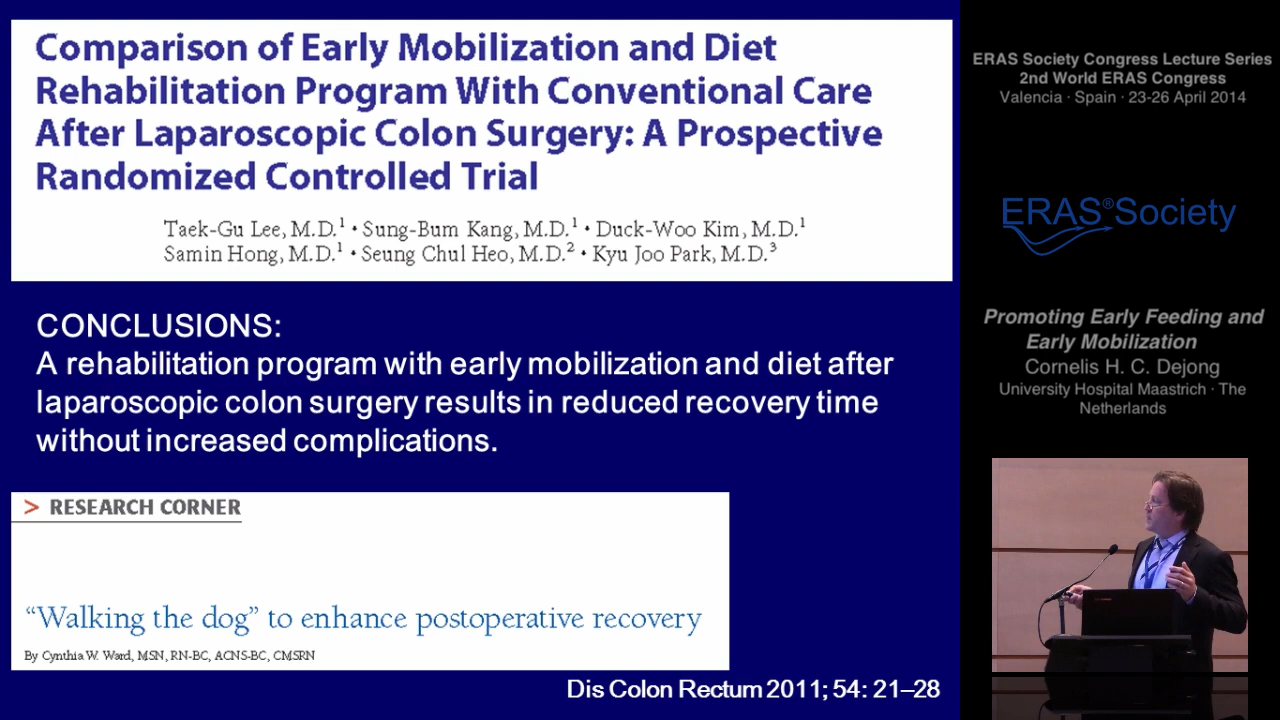 Comparison of Early Mobilization and Diet
Rehabilitation Program With Conventional Care
After Laparoscopic Colon Surgery: A Prospective
Randomized Controlled Trial
Taek-Gu Lee, M.D.¹ • Sung-Bum Kang, M.D.¹ • Duck-Woo Kim, M.D.¹
Samin Hong, M.D.¹ • Seung Chul Heo, M.D.² • Kyu Joo Park, M.D.³
CONCLUSIONS:
A rehabilitation program with early mobilization and diet after
laparoscopic colon surgery results in reduced recovery time
without increased complications.
> RESEARCH CORNER
“Walking the dog” to enhance postoperative recovery
By Cynthia W. Ward, MSN, RN-BC, ACNS-BC, CMSRN
Dis Colon Rectum 2011; 54: 21–28
ERAS Society Congress Lecture Series
2nd World ERAS Congress
Valencia · Spain · 23-26 April 2014
ERAS®Society
Promoting Early Feeding and
Early Mobilization
Cornelis H. C. Dejong
University Hospital Maastrich · The
Netherlands